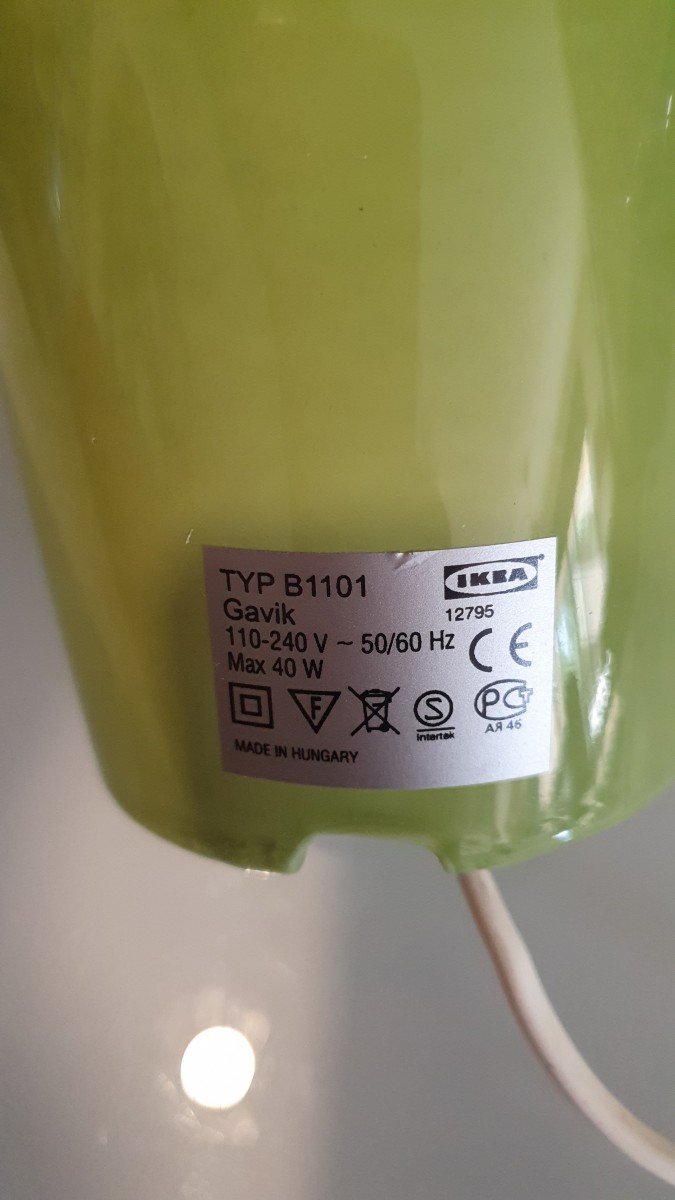 TYP B1101
IKEA
Gavik
12795
110-240 V ~ 50/60 Hz
CE
Max 40 W
F
S
Intertek
PCT
АЯ 46
MADE IN HUNGARY